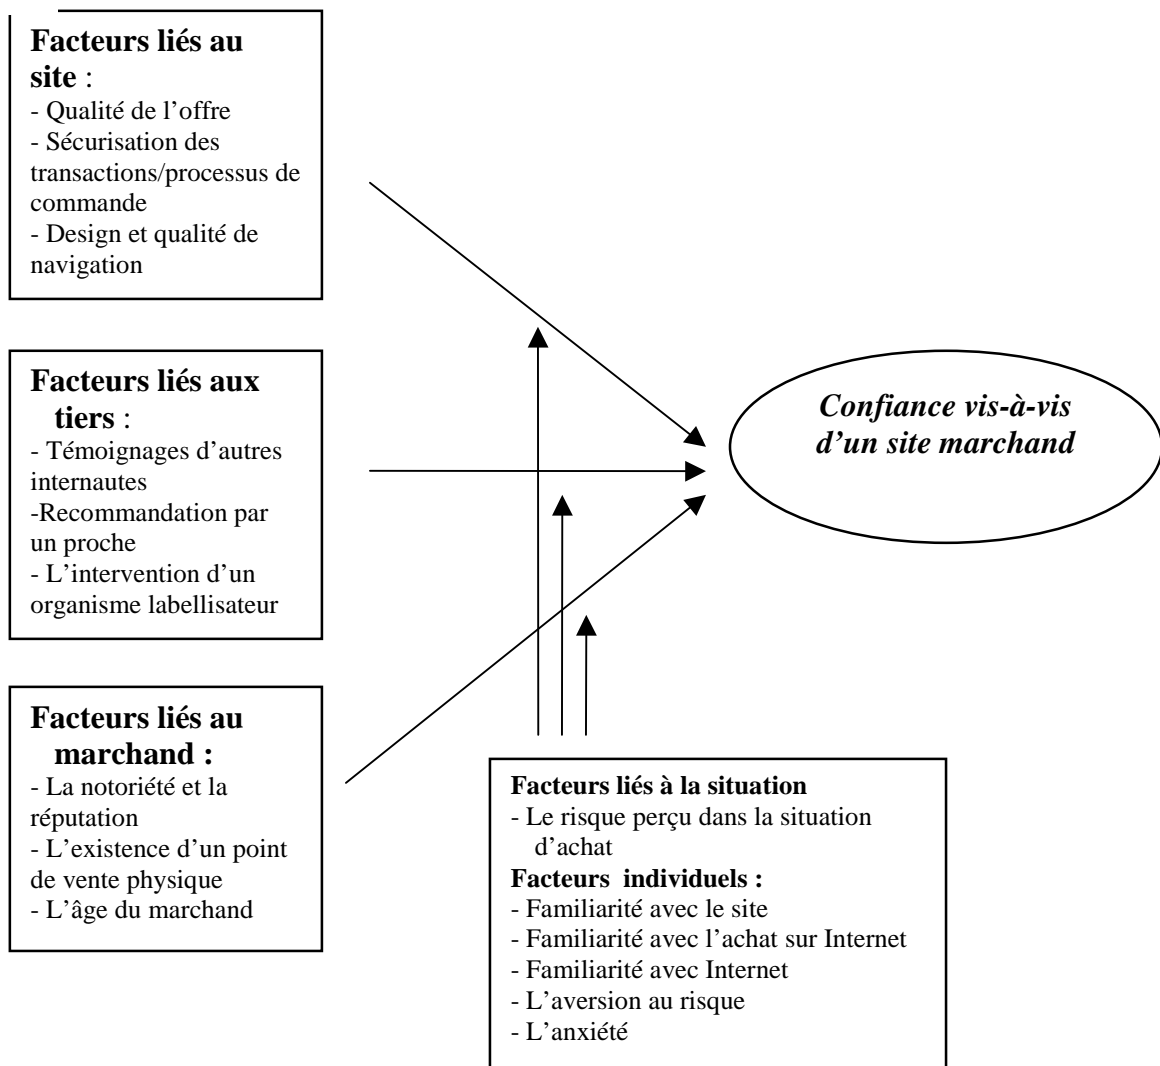 Facteurs liés au
site :
- Qualité de l’offre
- Sécurisation des
transactions/processus de
commande
- Design et qualité de
navigation
Facteurs liés aux
tiers :
- Témoignages d’autres
internautes
-Recommandation par
un proche
- L’intervention d’un
organisme labellisateur
Facteurs liés au
marchand :
- La notoriété et la
réputation
- L’existence d’un point
de vente physique
- L’âge du marchand
Confiance vis-à-vis
d’un site marchand
Facteurs liés à la situation
- Le risque perçu dans la situation
d’achat
Facteurs individuels :
- Familiarité avec le site
- Familiarité avec l’achat sur Internet
- Familiarité avec Internet
- L’aversion au risque
- L’anxiété